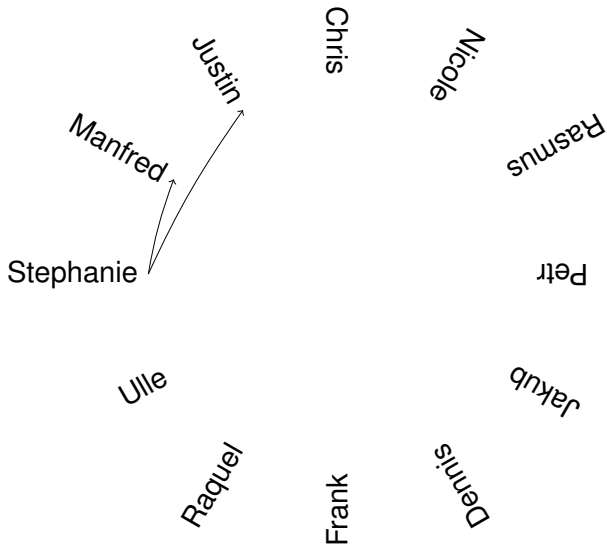 Chris
Nicole
Rasmus
Petr
Jakub
Dennis
Frank
Raquel
Ulle
Stephanie
Manfred
Justin